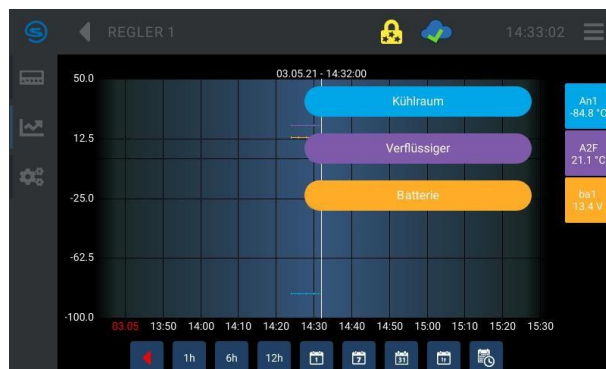 REGLER 1
14:33:02
03.05.21 - 14:32:00
50.0
12.5
-25.0
-62.5
-100.0
Kühlraum
Verflüssiger
Batterie
An1
-84.8 °C
A2F
21.1 °C
ba1
13.4 V
03.05 13:50 14:00 14:10 14:20 14:30 14:40 14:50 15:00 15:10 15:20 15:30
1h 6h 12h 1 7 31